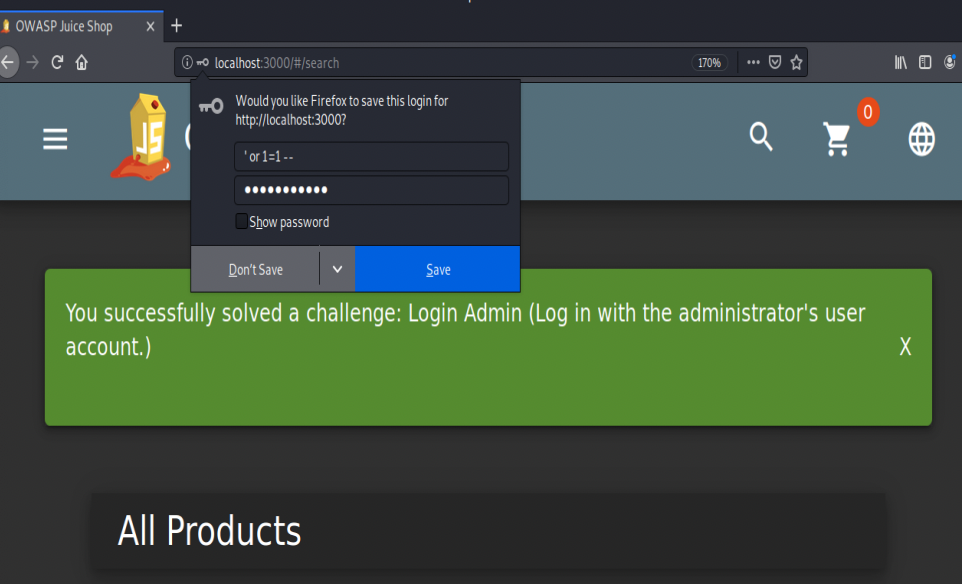 OWASP Juice Shop
localhost:3000/#/search
170%
Would you like Firefox to save this login for
http://localhost:3000?
' or 1=1 --
Show password
Don't Save
Save
JS
0
You successfully solved a challenge: Login Admin (Log in with the administrator's user
account.)
X
All Products